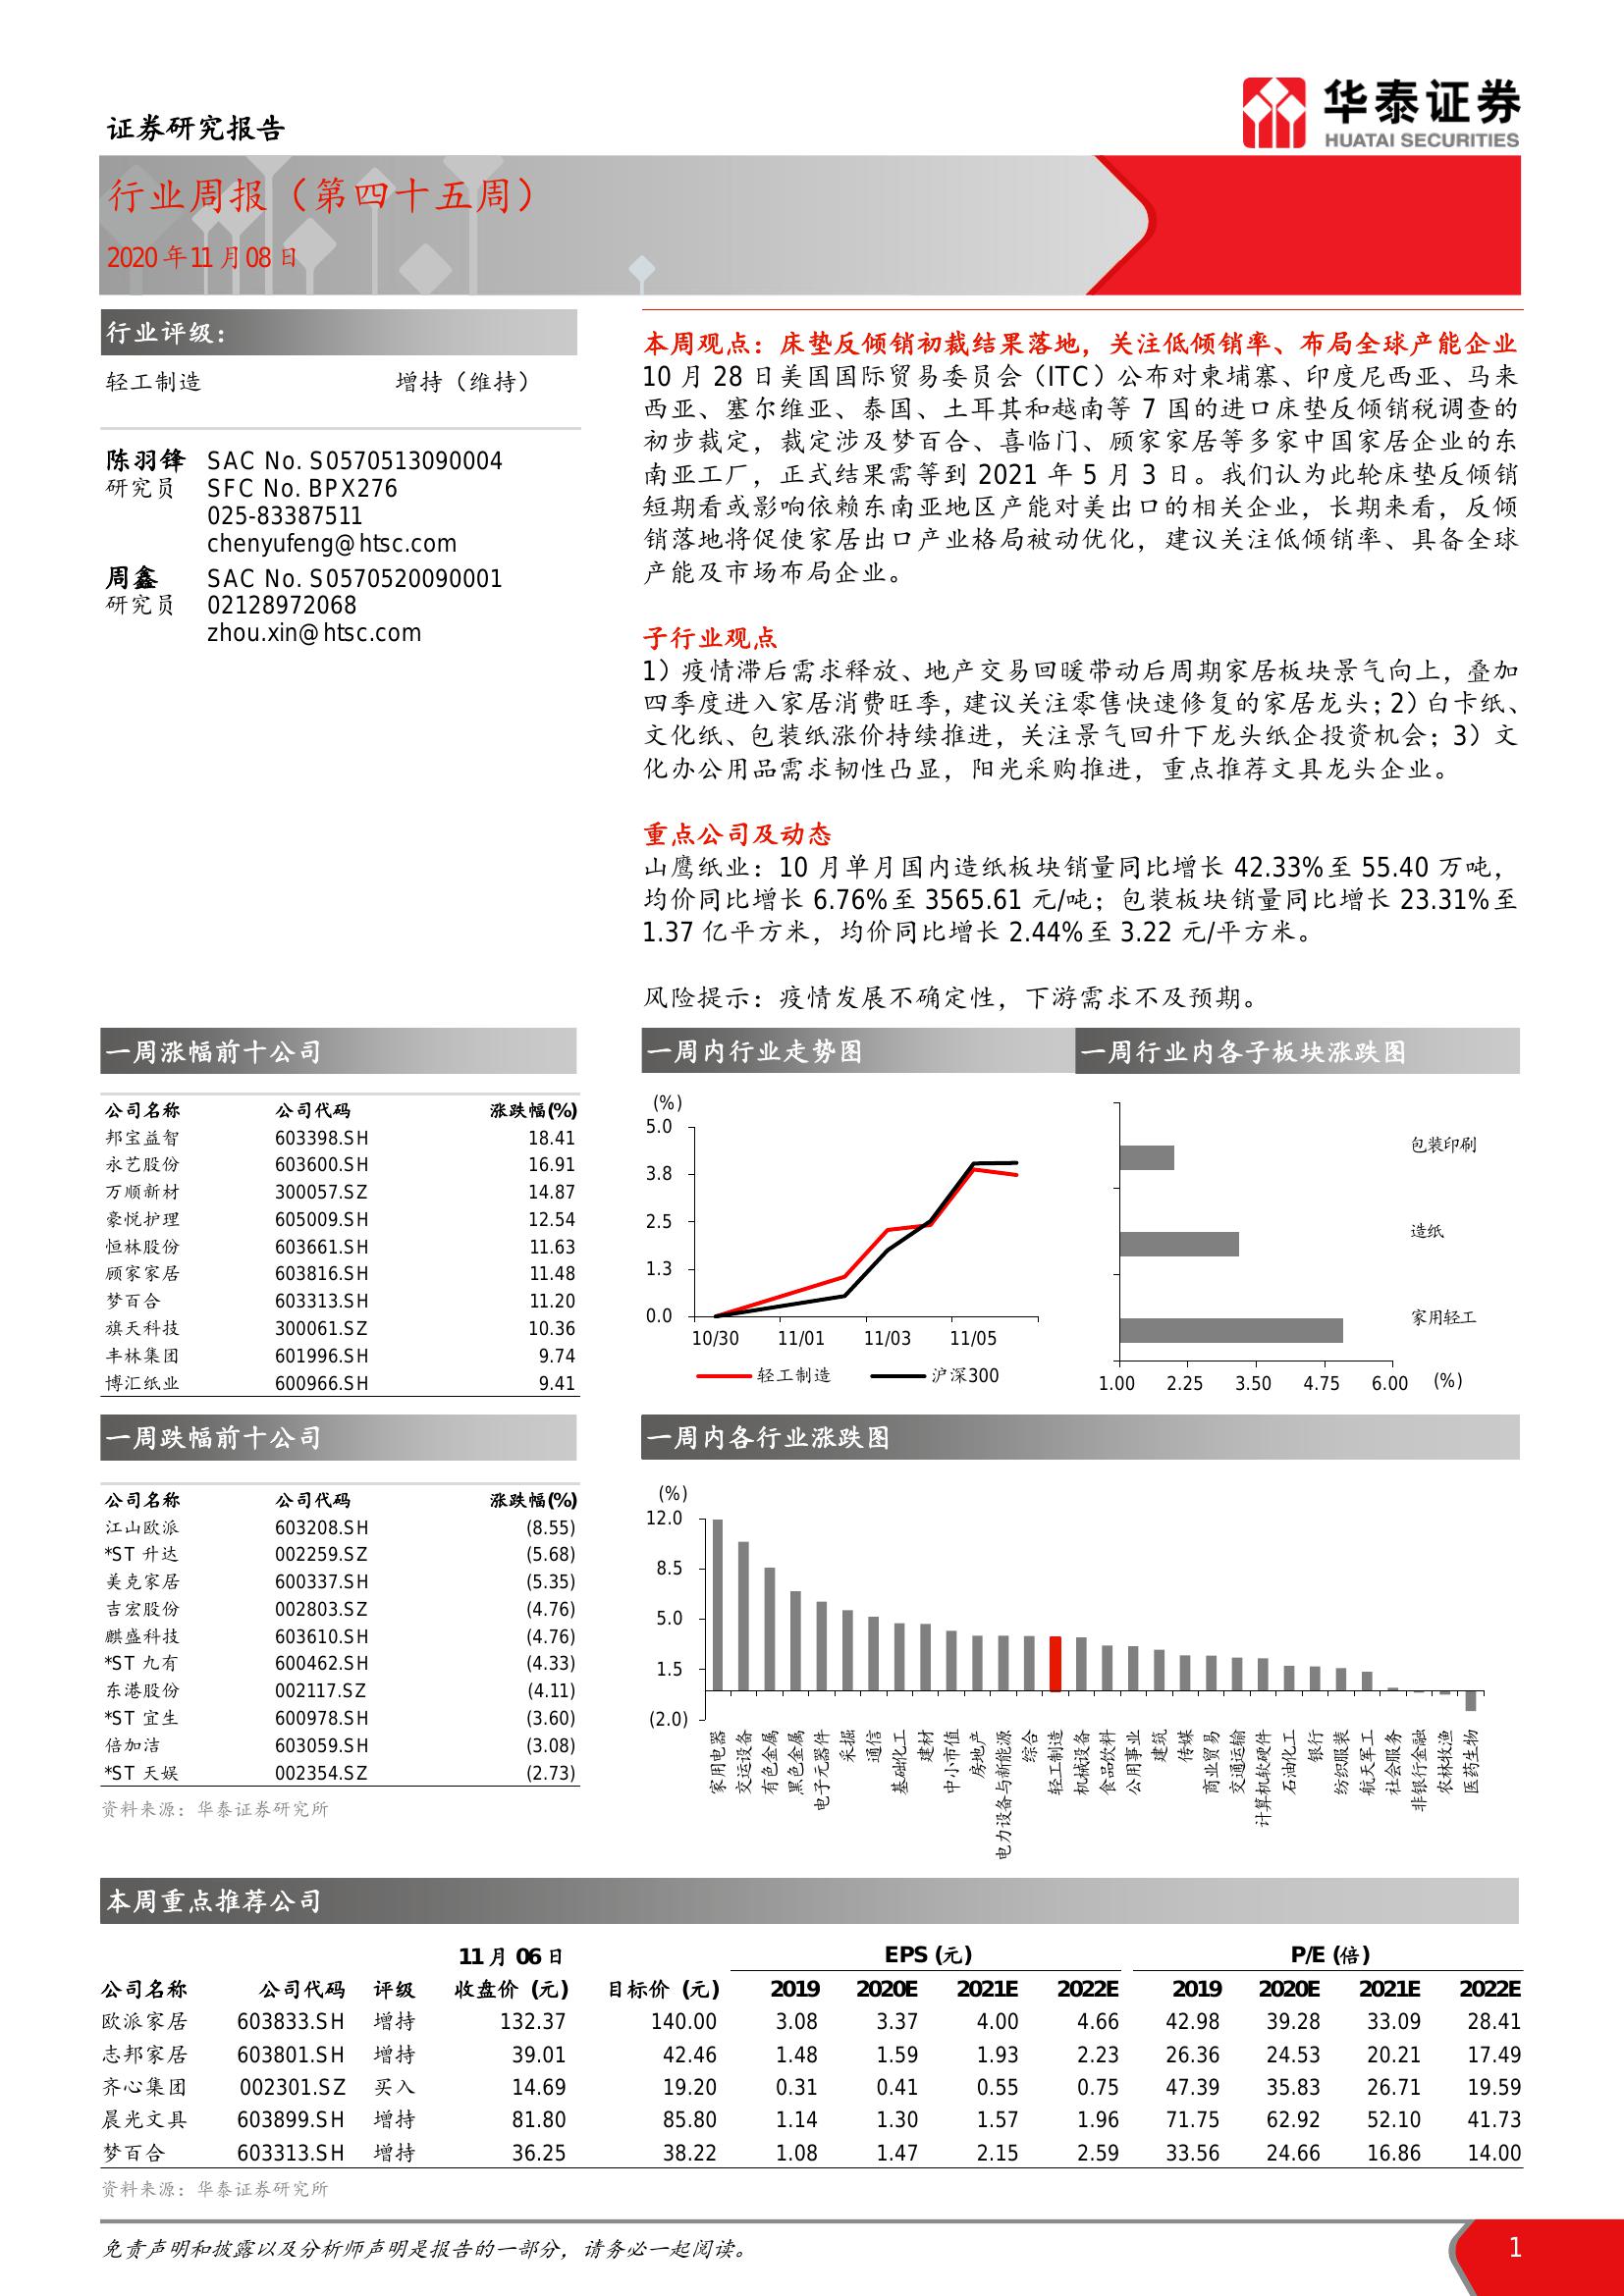 证券研究报告
华泰证券
HUATAI SECURITIES
行业周报（第四十五周）
2020年11月08日
行业评级：
轻工制造 增持（维持）
陈羽锋 SAC No. S0570513090004
研究员 SFC No. BPX276
025-83387511
chenyufeng@htsc.com
周鑫 SAC No. S0570520090001
研究员 02128972068
zhou.xin@htsc.com
本周观点：床垫反倾销初裁结果落地，关注低倾销率、布局全球产能企业
10 月 28 日美国国际贸易委员会（ITC）公布对柬埔寨、印度尼西亚、马来
西亚、塞尔维亚、泰国、土耳其和越南等 7 国的进口床垫反倾销税调查的
初步裁定，裁定涉及梦百合、喜临门、顾家家居等多家中国家居企业的东
南亚工厂，正式结果需等到 2021 年 5 月 3 日。我们认为此轮床垫反倾销
短期看或影响依赖东南亚地区产能对美出口的相关企业，长期来看，反倾
销落地将促使家居出口产业格局被动优化，建议关注低倾销率、具备全球
产能及市场布局企业。
子行业观点
1）疫情滞后需求释放、地产交易回暖带动后周期家居板块景气向上，叠加
四季度进入家居消费旺季，建议关注零售快速修复的家居龙头；2）白卡纸、
文化纸、包装纸涨价持续推进，关注景气回升下龙头纸企投资机会；3）文
化办公用品需求韧性凸显，阳光采购推进，重点推荐文具龙头企业。
重点公司及动态
山鹰纸业：10 月单月国内造纸板块销量同比增长 42.33%至 55.40 万吨，
均价同比增长 6.76%至 3565.61 元/吨；包装板块销量同比增长 23.31%至
1.37 亿平方米，均价同比增长 2.44%至 3.22 元/平方米。
风险提示：疫情发展不确定性，下游需求不及预期。
一周涨幅前十公司
公司名称 公司代码 涨跌幅(%)
邦宝益智 603398.SH 18.41
永艺股份 603600.SH 16.91
万顺新材 300057.SZ 14.87
豪悦护理 605009.SH 12.54
恒林股份 603661.SH 11.63
顾家家居 603816.SH 11.48
梦百合 603313.SH 11.20
旗天科技 300061.SZ 10.36
丰林集团 601996.SH 9.74
博汇纸业 600966.SH 9.41
一周内行业走势图
(%)
5.0
3.8
2.5
1.3
0.0
10/30 11/01 11/03 11/05
轻工制造 沪深300
一周行业内各子板块涨跌图
包装印刷
造纸
家用轻工
1.00 2.25 3.50 4.75 6.00 (%)
一周跌幅前十公司
公司名称 公司代码 涨跌幅(%)
江山欧派 603208.SH (8.55)
*ST 升达 002259.SZ (5.68)
美克家居 600337.SH (5.35)
吉宏股份 002803.SZ (4.76)
麒盛科技 603610.SH (4.76)
*ST 九有 600462.SH (4.33)
东港股份 002117.SZ (4.11)
*ST 宜生 600978.SH (3.60)
倍加洁 603059.SH (3.08)
*ST 天娱 002354.SZ (2.73)
资料来源：华泰证券研究所
一周内各行业涨跌图
(%)
12.0
8.5
5.0
1.5
(2.0)
家用电器
交运设备
有色金属
黑色金属
电子元器件
采掘
通信
基础化工
建材
中小市值
房地产
电力设备与新能源
综合
轻工制造
机械设备
食品饮料
公用事业
建筑
传媒
商业贸易
交通运输
计算机软硬件
石油化工
银行
纺织服装
航天军工
社会服务
非银行金融
农林牧渔
医药生物
本周重点推荐公司
11月 06日 EPS (元) P/E (倍)
公司名称 公司代码 评级 收盘价 (元) 目标价 (元) 2019 2020E 2021E 2022E 2019 2020E 2021E 2022E
欧派家居 603833.SH 增持 132.37 140.00 3.08 3.37 4.00 4.66 42.98 39.28 33.09 28.41
志邦家居 603801.SH 增持 39.01 42.46 1.48 1.59 1.93 2.23 26.36 24.53 20.21 17.49
齐心集团 002301.SZ 买入 14.69 19.20 0.31 0.41 0.55 0.75 47.39 35.83 26.71 19.59
晨光文具 603899.SH 增持 81.80 85.80 1.14 1.30 1.57 1.96 71.75 62.92 52.10 41.73
梦百合 603313.SH 增持 36.25 38.22 1.08 1.47 2.15 2.59 33.56 24.66 16.86 14.00
资料来源：华泰证券研究所
免责声明和披露以及分析师声明是报告的一部分，请务必一起阅读。
1